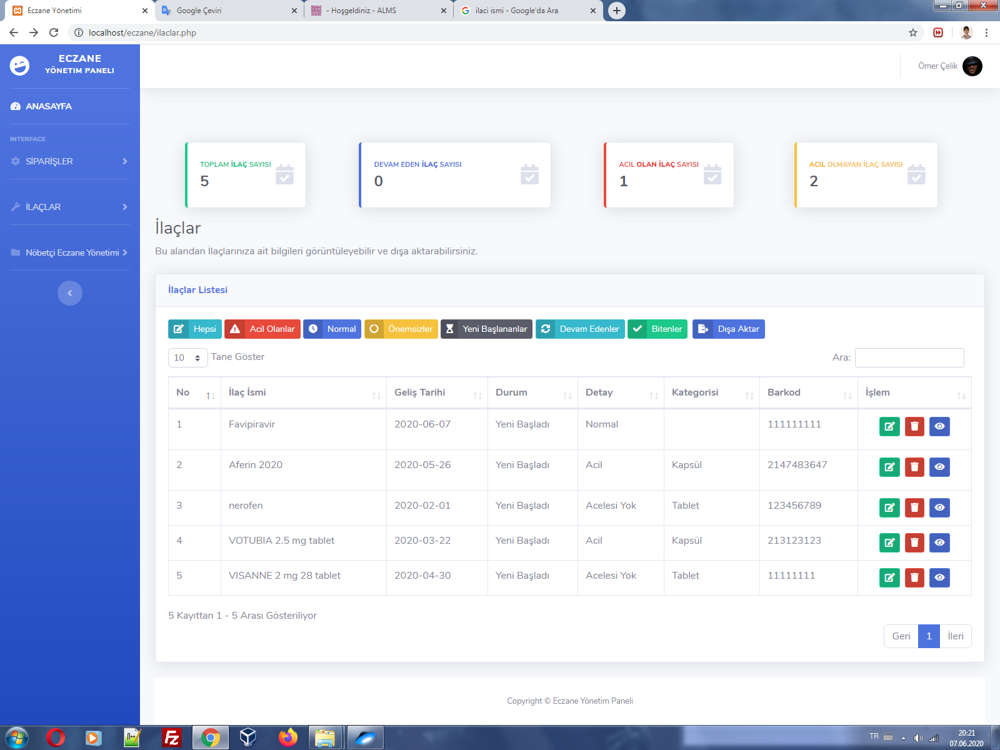 Eczane Yönetimi
Google Çeviri
- Hoşgeldiniz - ALMS
ilaci ismi - Google'da Ara
localhost/eczane/ilaclar.php
ECZANE
YÖNETIM PANELI
Ömer Çelik
ANASAYFA
INTERFACE
SİPARİŞLER
İLAÇLAR
Nöbetçi Eczane Yönetimi
TOPLAM İLAÇ SAYISI
5
DEVAM EDEN İLAÇ SAYISI
0
ACIL OLAN İLAÇ SAYISI
1
ACIL OLMAYAN İLAÇ SAYISI
2
İlaçlar
Bu alandan İlaçlarınıza ait bilgileri görüntüleyebilir ve dışa aktarabilirsiniz.
İlaçlar Listesi
Hepsi Acil Olanlar Normal Önemsizler Yeni Başlananlar Devam Edenler Bitenler Dışa Aktar
10 Tane Göster Ara:
No İlaç İsmi Geliş Tarihi Durum Detay Kategorisi Barkod İşlem
1 Favipiravir 2020-06-07 Yeni Başladı Normal 111111111
2 Aferin 2020 2020-05-26 Yeni Başladı Acil Kapsül 2147483647
3 nerofen 2020-02-01 Yeni Başladı Acelesi Yok Tablet 123456789
4 VOTUBIA 2.5 mg tablet 2020-03-22 Yeni Başladı Acil Kapsül 213123123
5 VISANNE 2 mg 28 tablet 2020-04-30 Yeni Başladı Acelesi Yok Tablet 11111111
5 Kayıttan 1 - 5 Arası Gösteriliyor
Geri 1 İleri
Copyright © Eczane Yönetim Paneli
TR
20:21
07.06.2020